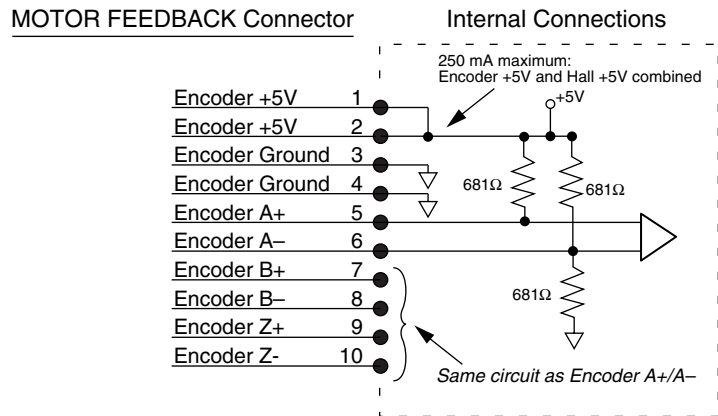 MOTOR FEEDBACK Connector
Internal Connections
250 mA maximum:
Encoder +5V and Hall +5V combined
+5V
Encoder +5V 1
Encoder +5V 2
Encoder Ground 3
Encoder Ground 4
681Ω
681Ω
Encoder A+ 5
Encoder A– 6
Encoder B+ 7
Encoder B– 8
681Ω
Encoder Z+ 9
Encoder Z- 10
Same circuit as Encoder A+/A–